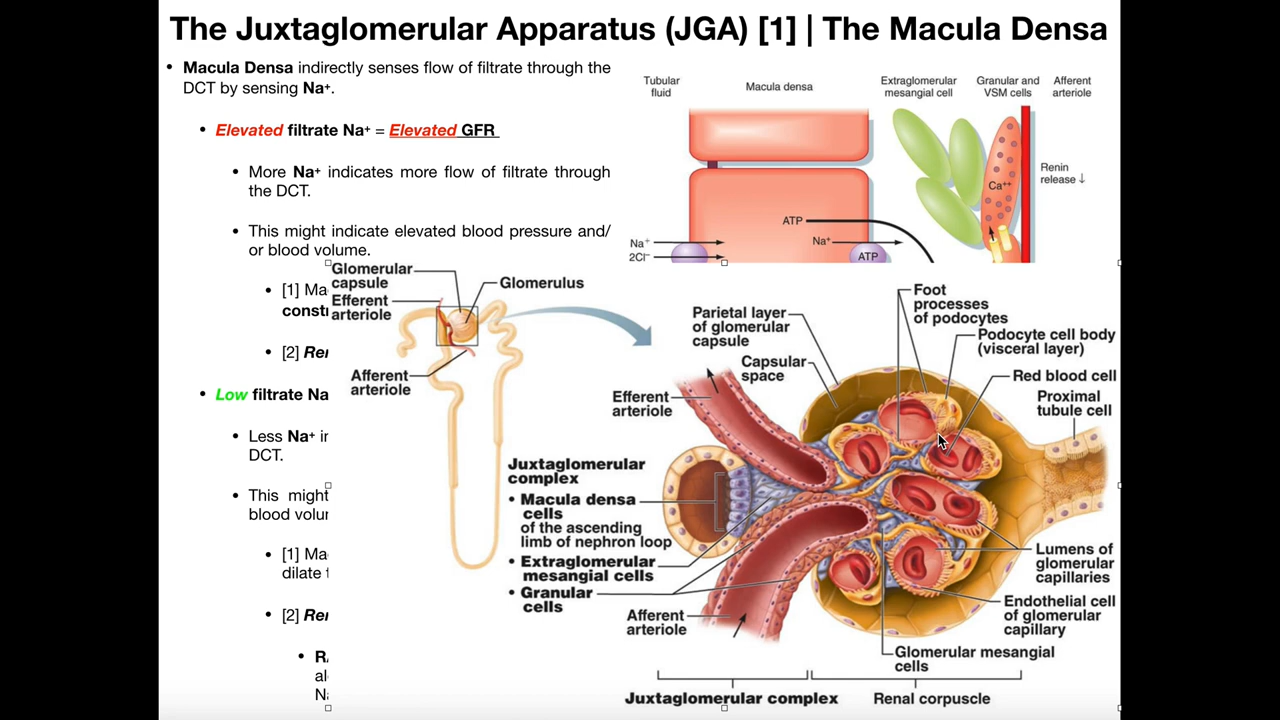 The Juxtaglomerular Apparatus (JGA) [1] | The Macula Densa
• Macula Densa indirectly senses flow of filtrate through the
DCT by sensing Na+.
• Elevated filtrate Na+ = Elevated GFR
• More Na+ indicates more flow of filtrate through
the DCT.
• This might indicate elevated blood pressure and/
or blood volume.
• [1] Ma
const
• [2] Rer
• Low filtrate Na
• Less Na+ ir
DCT.
• This might
blood volur
• [1] Ma
dilate t
• [2] Rer
• R
al
Na
Tubular
fluid
Macula densa
Extraglomerular
mesangial cell
Granular and
VSM cells
Afferent
arteriole
Renin
release ↓
Ca++
ATP
Na+
2Cl−
Na+
ATP
Glomerular
capsule
Efferent
arteriole
Glomerulus
Afferent
arteriole
Parietal layer
of glomerular
capsule
Capsular
space
Efferent
arteriole
Foot
processes
of podocytes
Podocyte cell body
(visceral layer)
Red blood cell
Proximal
tubule cell
Juxtaglomerular
complex
• Macula densa
cells
of the ascending
limb of nephron loop
• Extraglomerular
mesangial cells
• Granular
cells
Afferent
arteriole
Lumens of
glomerular
capillaries
Endothelial cell
of glomerular
capillary
Glomerular mesangial
cells
Juxtaglomerular complex
Renal corpuscle